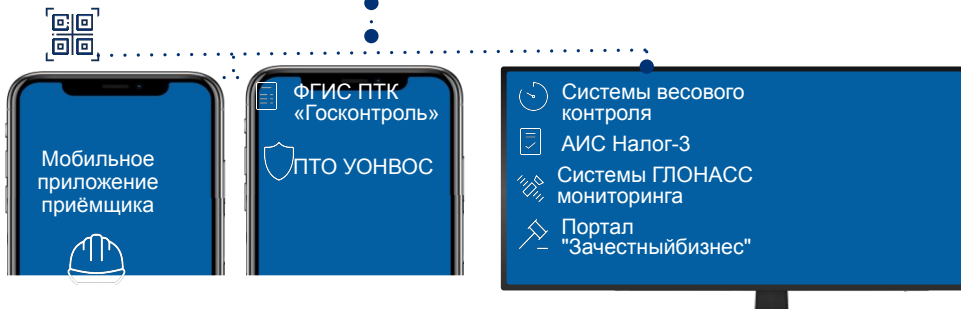 Мобильное
приложение
приёмщика
ФГИС ПТК
«Госконтроль»
ПТО УОНВОС
Системы весового
контроля
АИС Налог-3
Системы ГЛОНАСС
мониторинга
Портал
"Зачестныйбизнес"